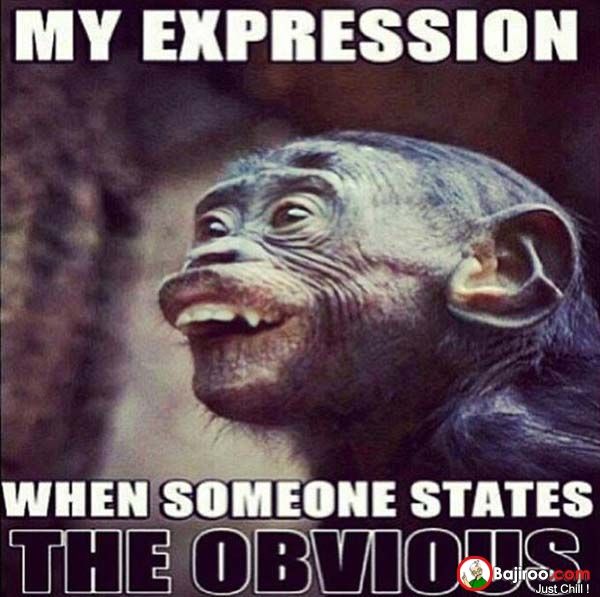 MY EXPRESSION
WHEN SOMEONE STATES
THE OBVIOUS
Bajiroo.com
Just Chill !